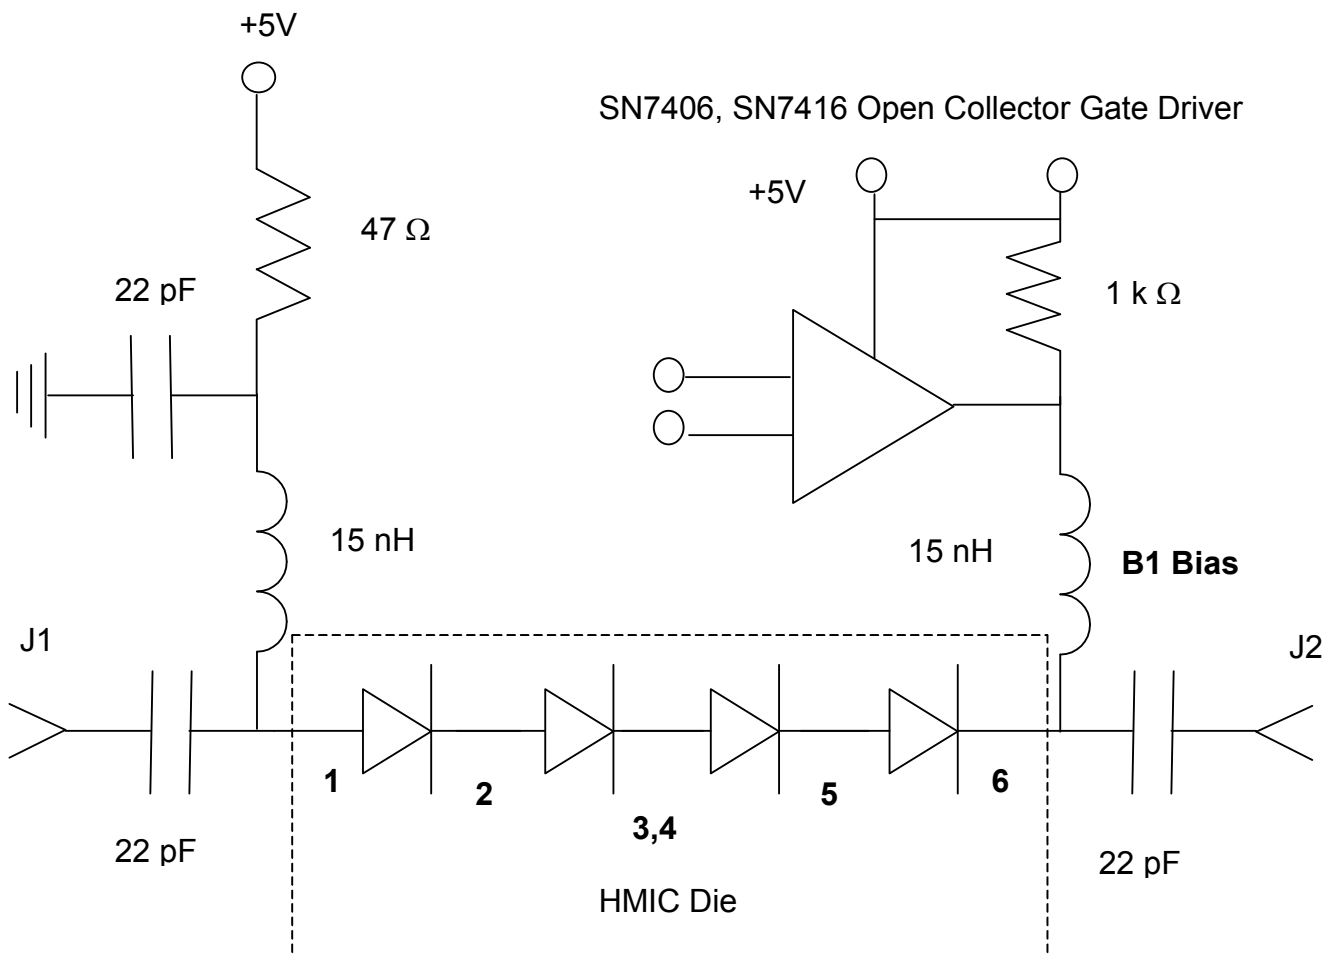 +5V
SN7406, SN7416 Open Collector Gate Driver
+5V
47 Ω
22 pF
1 k Ω
15 nH
15 nH
B1 Bias
J1
J2
1
2
3,4
5
6
22 pF
22 pF
HMIC Die